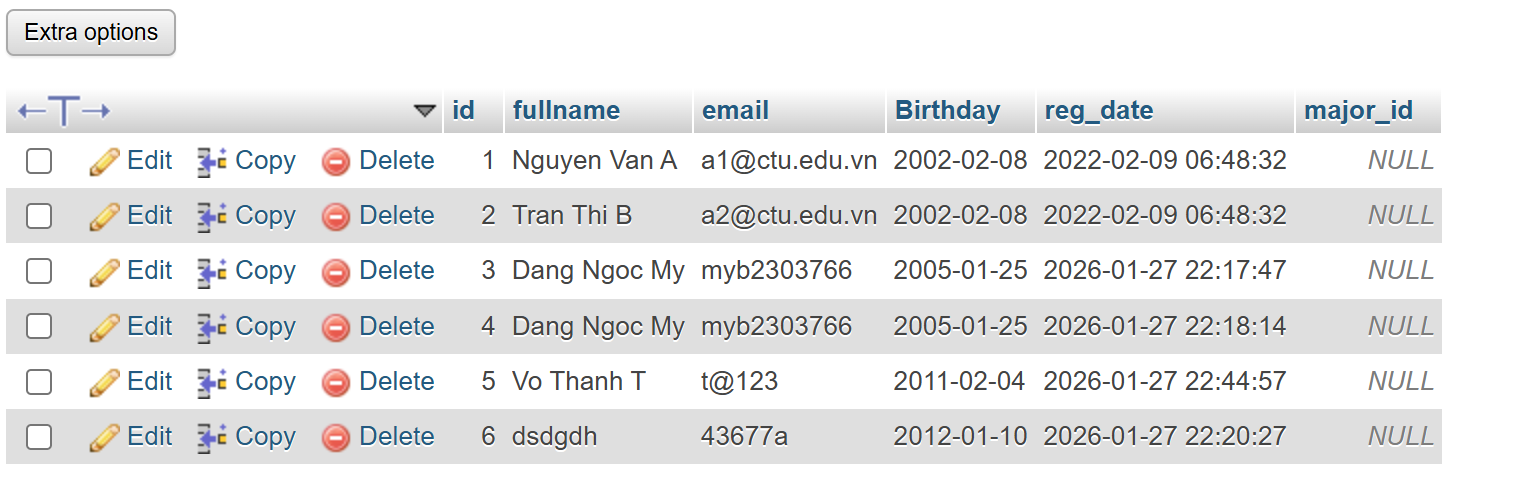 Extra options
id fullname email Birthday reg_date major_id
Edit Copy Delete 1 Nguyen Van A a1@ctu.edu.vn 2002-02-08 2022-02-09 06:48:32 NULL
Edit Copy Delete 2 Tran Thi B a2@ctu.edu.vn 2002-02-08 2022-02-09 06:48:32 NULL
Edit Copy Delete 3 Dang Ngoc My myb2303766 2005-01-25 2026-01-27 22:17:47 NULL
Edit Copy Delete 4 Dang Ngoc My myb2303766 2005-01-25 2026-01-27 22:18:14 NULL
Edit Copy Delete 5 Vo Thanh T t@123 2011-02-04 2026-01-27 22:44:57 NULL
Edit Copy Delete 6 dsdgdh 43677a 2012-01-10 2026-01-27 22:20:27 NULL